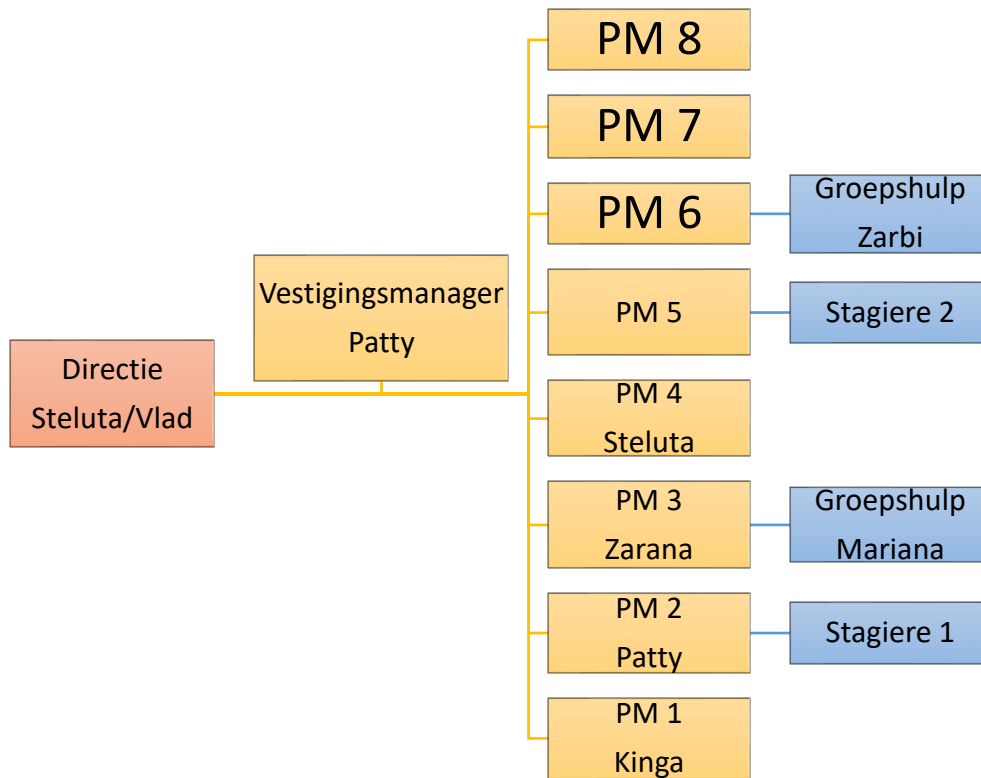 PM 8
PM 7
PM 6
Groepshulp
Zarbi
Vestigingsmanager
Patty
PM 5
Stagiere 2
Directie
Steluta/Vlad
PM 4
Steluta
PM 3
Zarana
Groepshulp
Mariana
PM 2
Patty
Stagiere 1
PM 1
Kinga